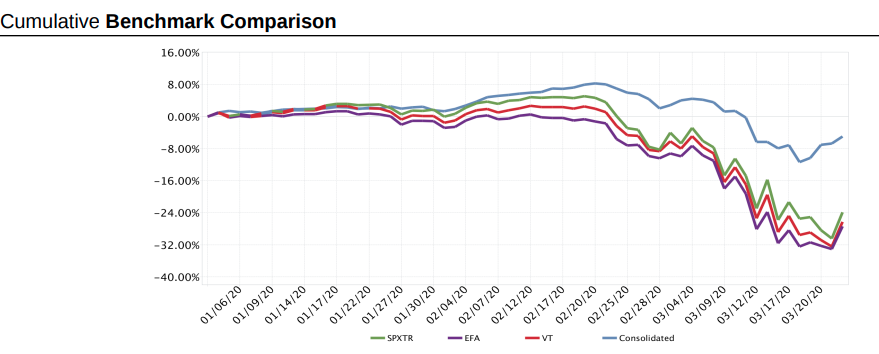 Cumulative Benchmark Comparison
16.00%
8.00%
0.00%
−8.00%
−16.00%
−24.00%
−32.00%
−40.00%
01/06/20 01/09/20 01/14/20 01/17/20 01/22/20 01/27/20 01/30/20 02/04/20 02/07/20 02/12/20 02/17/20 02/20/20 02/25/20 02/28/20 03/04/20 03/09/20 03/12/20 03/17/20 03/20/20
SPXTR EFA VT Consolidated